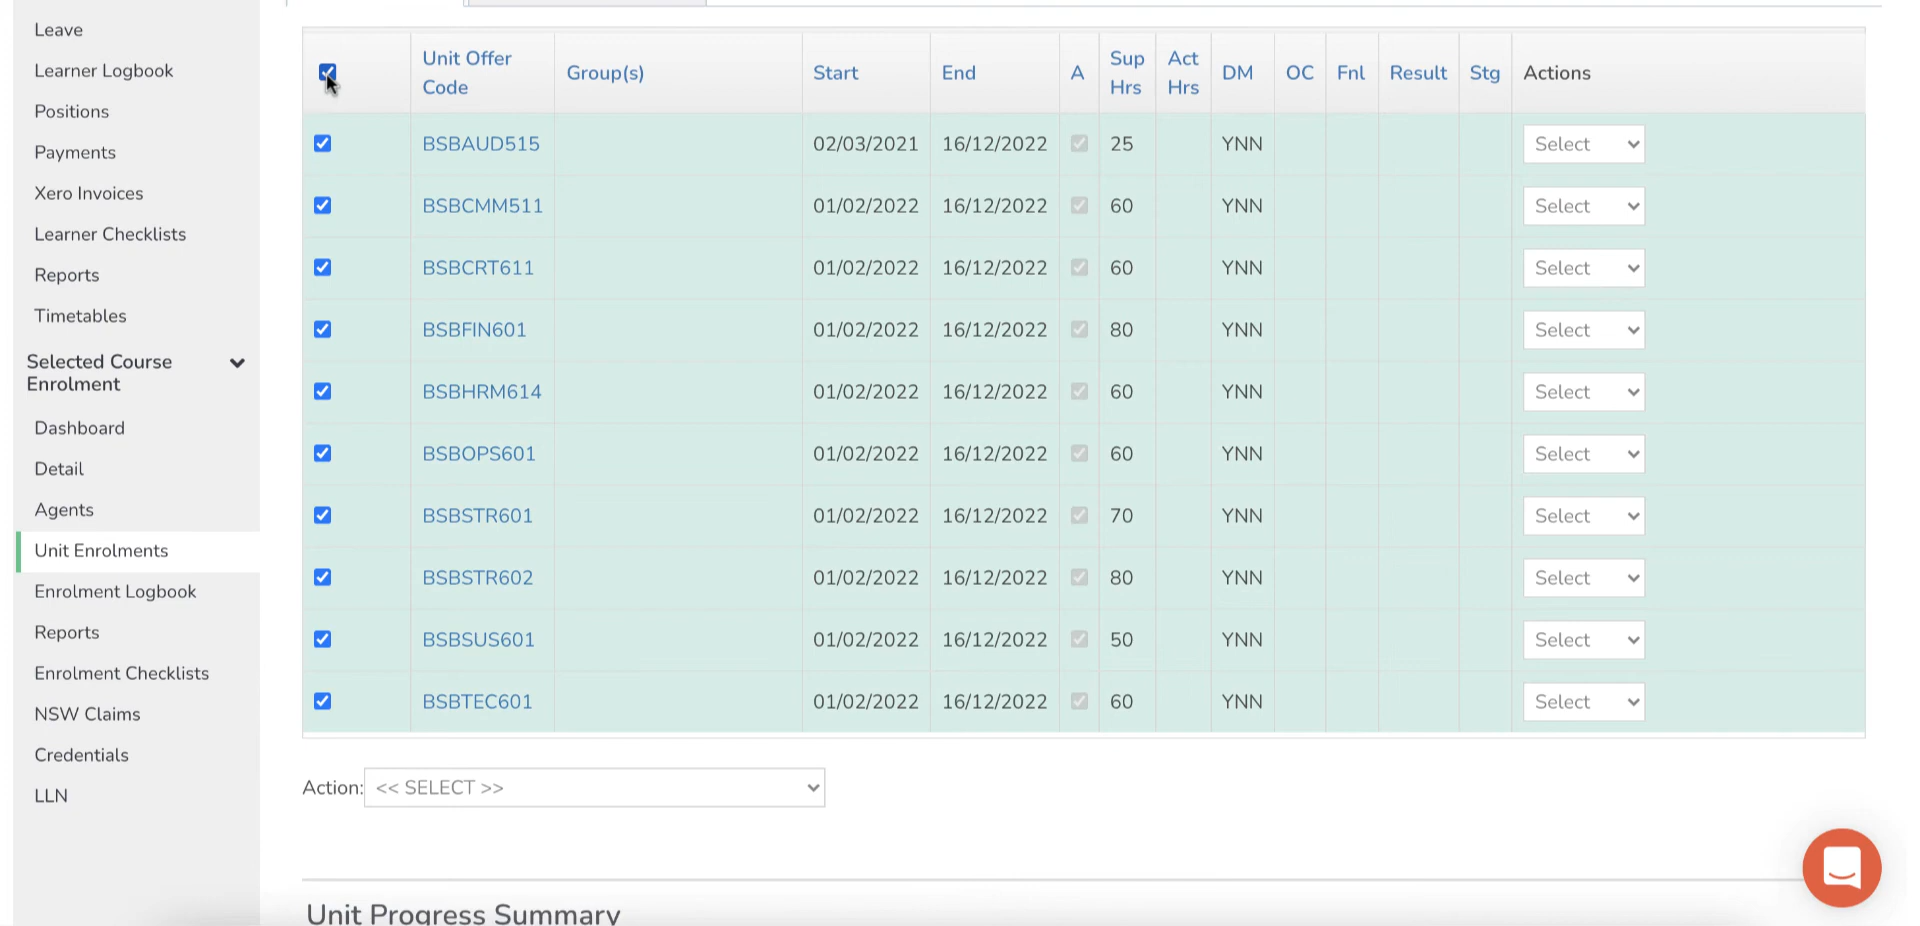 Leave
Learner Logbook
Positions
Payments
Xero Invoices
Learner Checklists
Reports
Timetables
Selected Course
Enrolment
Dashboard
Detail
Agents
Unit Enrolments
Enrolment Logbook
Reports
Enrolment Checklists
NSW Claims
Credentials
LLN
Unit Offer Code Group(s) Start End A Sup Hrs Act Hrs DM OC Fnl Result Stg Actions
BSBAUD515 02/03/2021 16/12/2022 25 YNN Select
BSBCMM511 01/02/2022 16/12/2022 60 YNN Select
BSBCRT611 01/02/2022 16/12/2022 60 YNN Select
BSBFIN601 01/02/2022 16/12/2022 80 YNN Select
BSBHRM614 01/02/2022 16/12/2022 60 YNN Select
BSBOPS601 01/02/2022 16/12/2022 60 YNN Select
BSBSTR601 01/02/2022 16/12/2022 70 YNN Select
BSBSTR602 01/02/2022 16/12/2022 80 YNN Select
BSBSUS601 01/02/2022 16/12/2022 50 YNN Select
BSBTEC601 01/02/2022 16/12/2022 60 YNN Select
Action: << SELECT >>
Unit Progress Summary